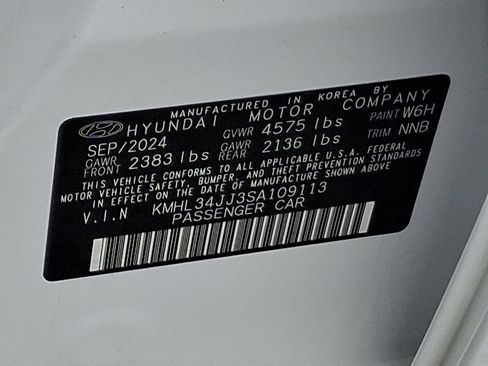 MANUFACTURED IN KOREA BY
HYUNDAI MOTOR COMPANY
SEP/2024 GVWR 4575 lbs PAINT W6H
GAWR FRONT 2383 lbs GAWR REAR 2136 lbs TRIM NNB
THIS VEHICLE CONFORMS TO ALL APPLICABLE U.S.A. FEDERAL
MOTOR VEHICLE SAFETY, BUMPER, AND THEFT PREVENTION STANDARDS
IN EFFECT ON THE DATE OF MANUFACTURE SHOWN ABOVE
V.I.N KMHL34JJ3SA109113
PASSENGER CAR